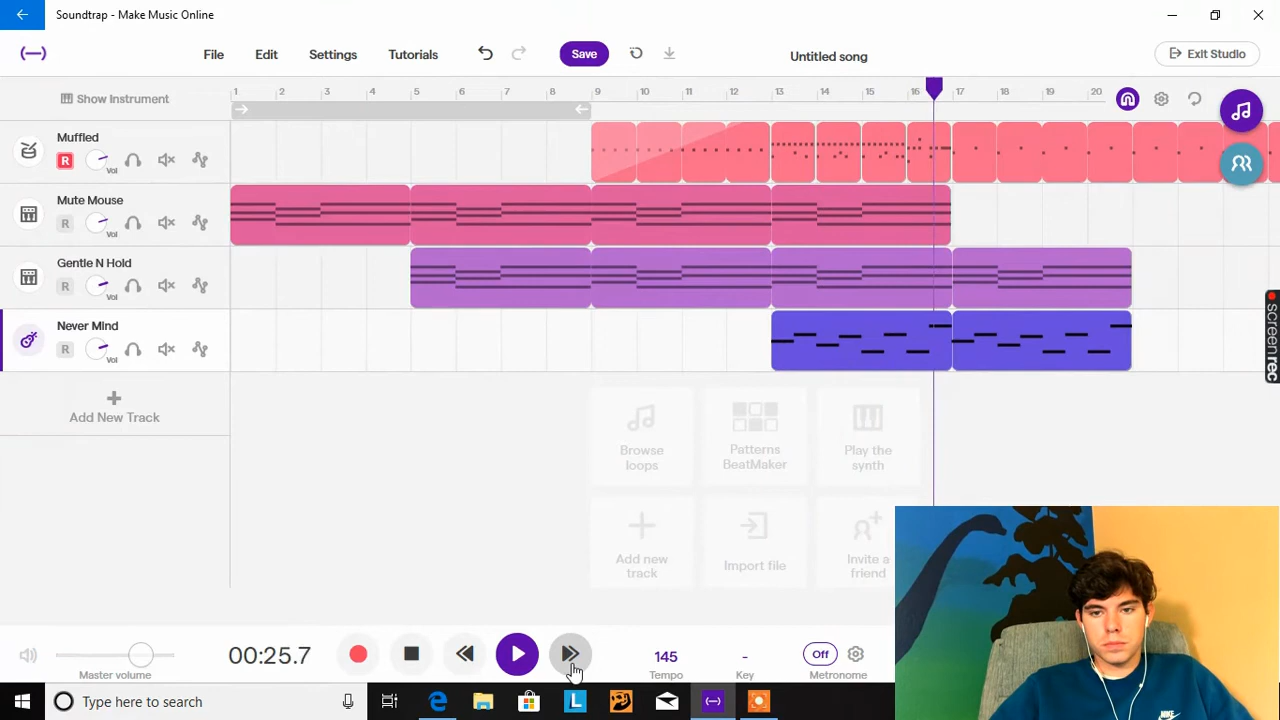 Soundtrap - Make Music Online
File Edit Settings Tutorials Save Untitled song Exit Studio
Show Instrument
1 2 3 4 5 6 7 8 9 10 11 12 13 14 15 16 17 18 19 20
Muffled
R Vol
Mute Mouse
R Vol
Gentle N Hold
R Vol
Never Mind
R Vol
Add New Track
Browse loops
Patterns BeatMaker
Play the synth
Add new track
Import file
Invite a friend
screenrec
NIKE
Master volume
00:25.7
145
Tempo
-
Key
Off
Metronome
Type here to search
L